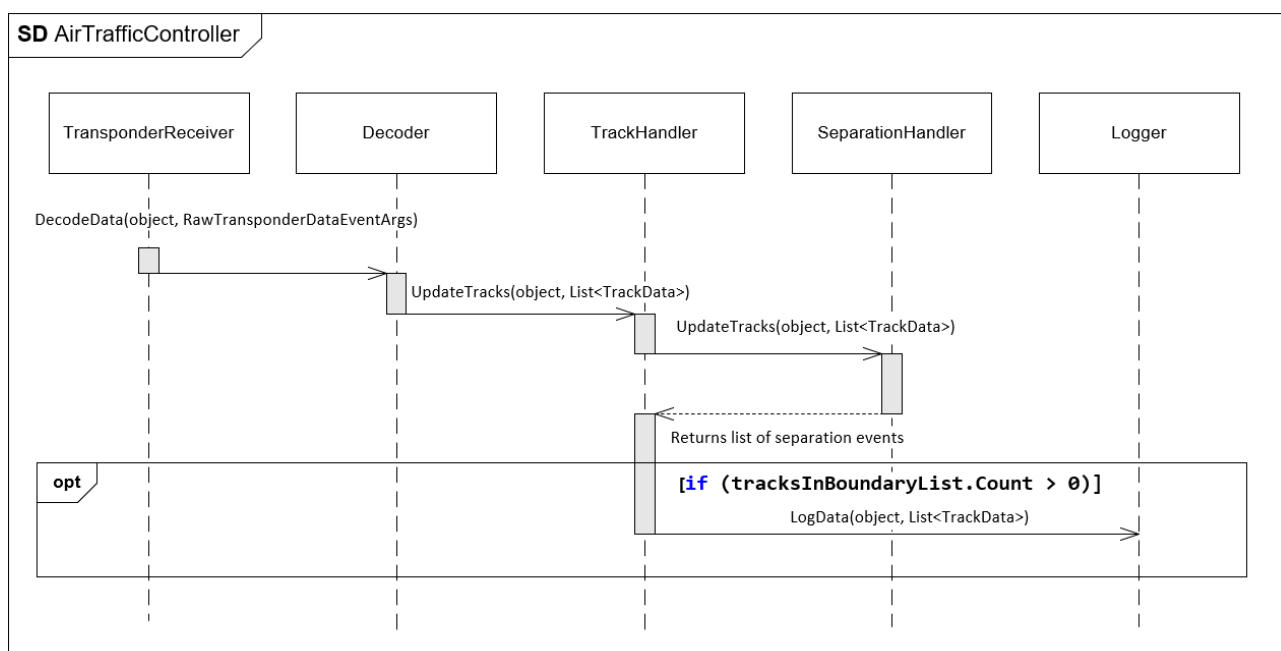 SD AirTrafficController
TransponderReceiver
Decoder
TrackHandler
SeparationHandler
Logger
DecodeData(object, RawTransponderDataEventArgs)
UpdateTracks(object, List<TrackData>)
UpdateTracks(object, List<TrackData>)
Returns list of separation events
opt
[if (tracksInBoundaryList.Count > 0)]
LogData(object, List<TrackData>)